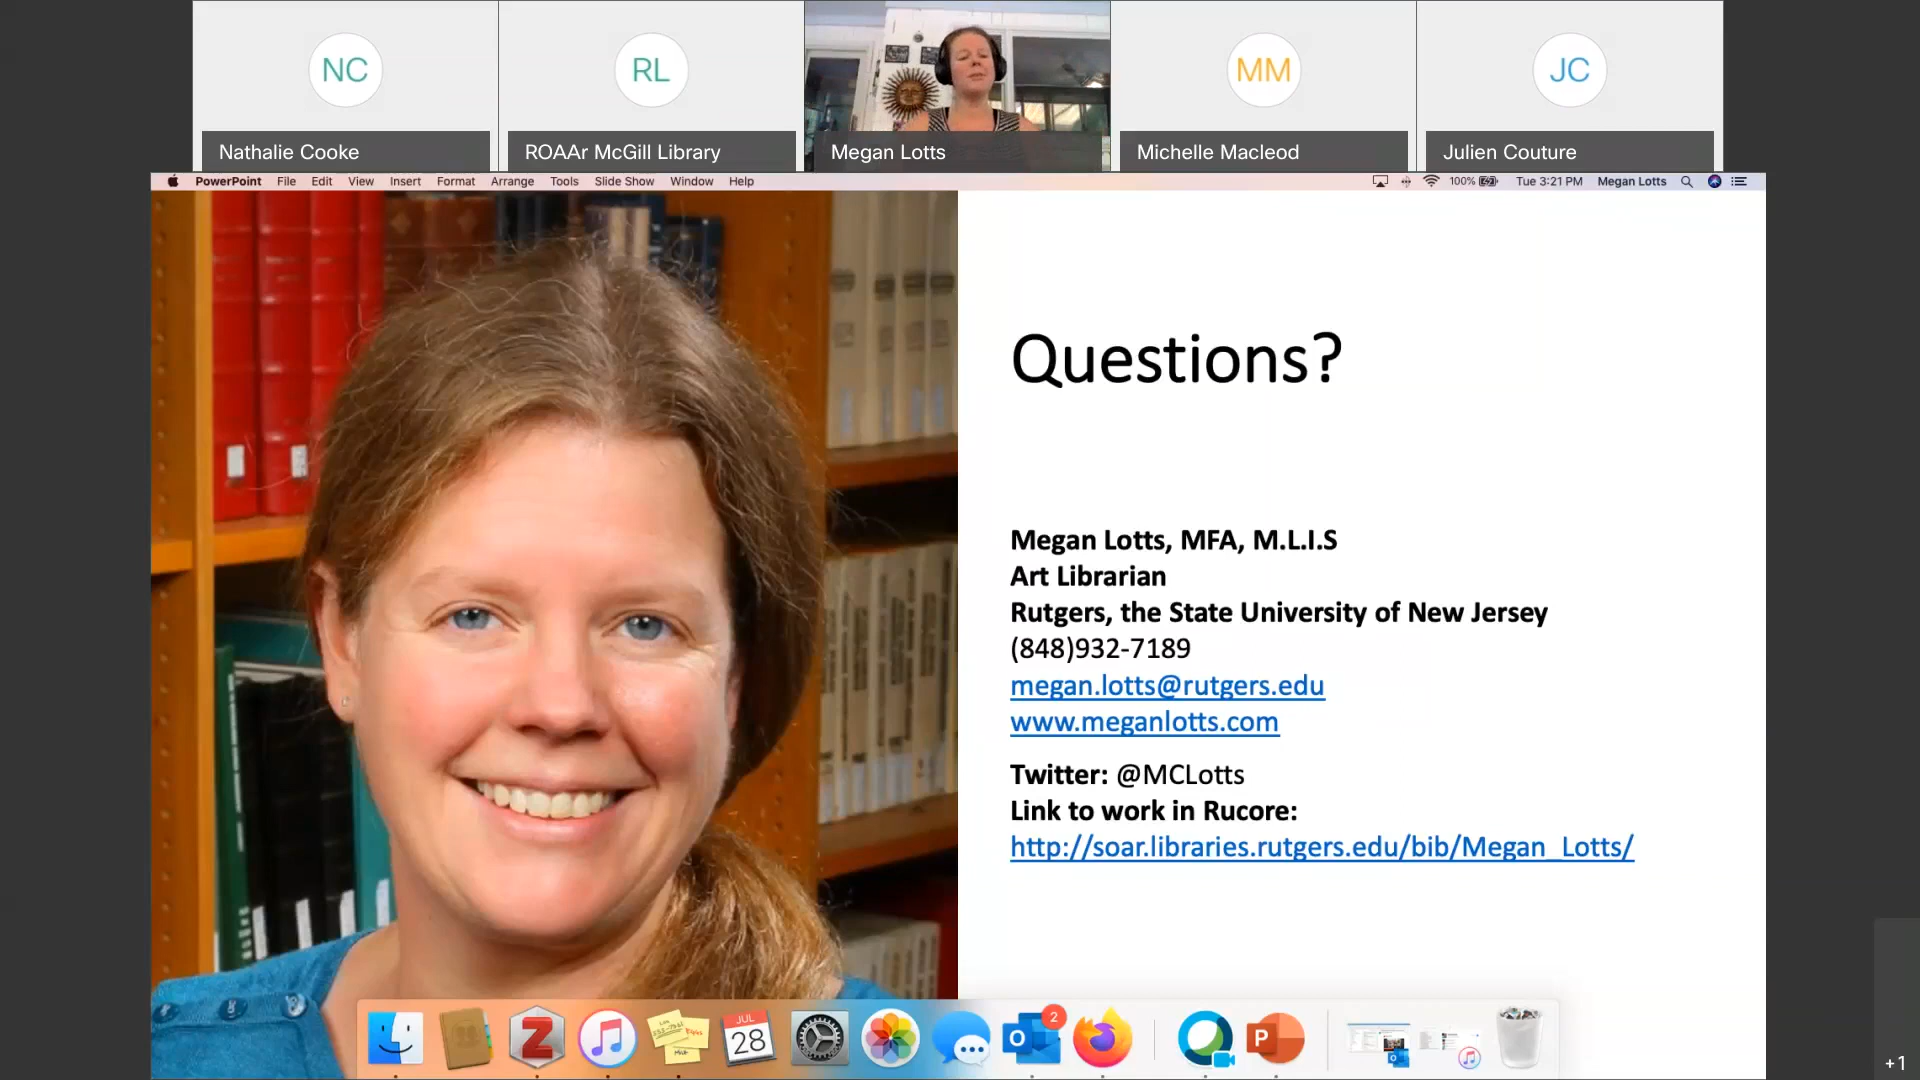 NC
RL
MM
JC
Nathalie Cooke
ROAAr McGill Library
Megan Lotts
Michelle Macleod
Julien Couture
PowerPoint File Edit View Insert Format Arrange Tools Slide Show Window Help
100% Tue 3:21 PM Megan Lotts
Questions?
Megan Lotts, MFA, M.L.I.S
Art Librarian
Rutgers, the State University of New Jersey
(848)932-7189
megan.lotts@rutgers.edu
www.meganlotts.com
Twitter: @MCLotts
Link to work in Rucore:
http://soar.libraries.rutgers.edu/bib/Megan_Lotts/
Z
JUL
28
O
2
P
+1